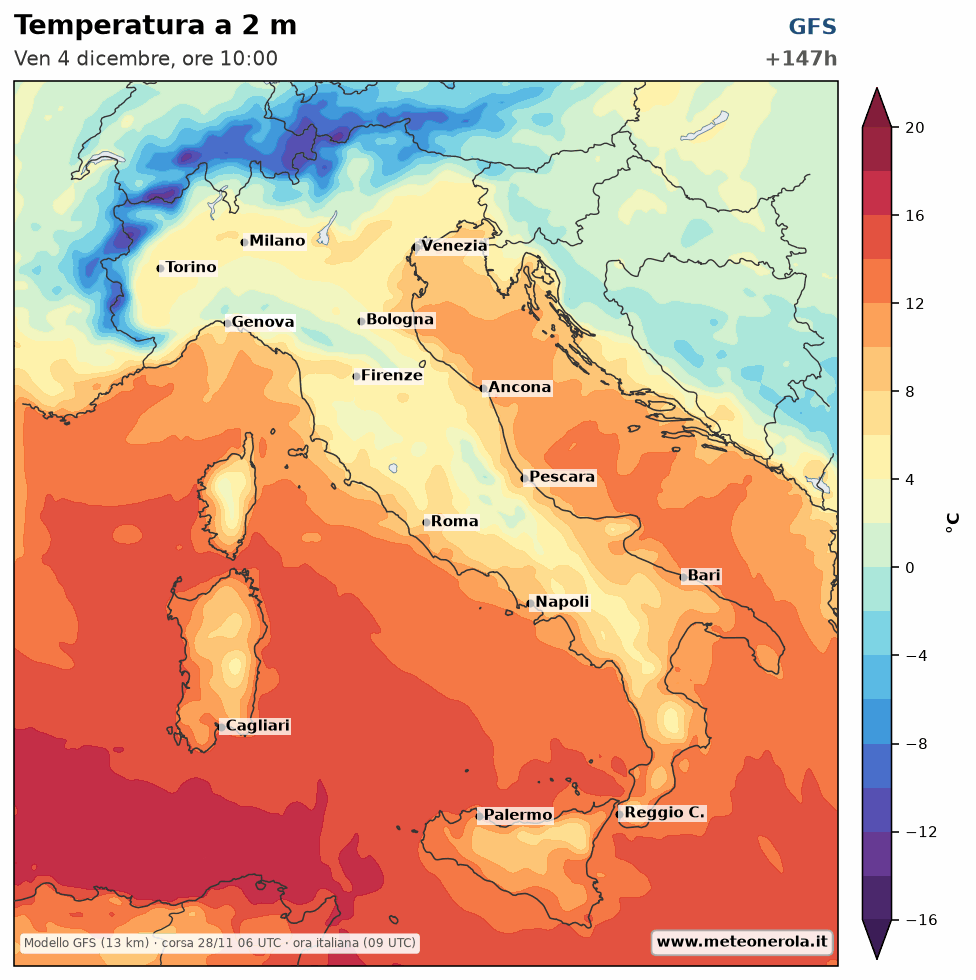 Temperatura a 2 m
GFS
Ven 4 dicembre, ore 10:00
+147h
Milano
Venezia
Torino
Genova
Bologna
Firenze
Ancona
Pescara
Roma
Bari
Napoli
Cagliari
Palermo
Reggio C.
20
16
12
8
4
0
−4
−8
−12
−16
°C
Modello GFS (13 km) · corsa 28/11 06 UTC · ora italiana (09 UTC)
www.meteonerola.it